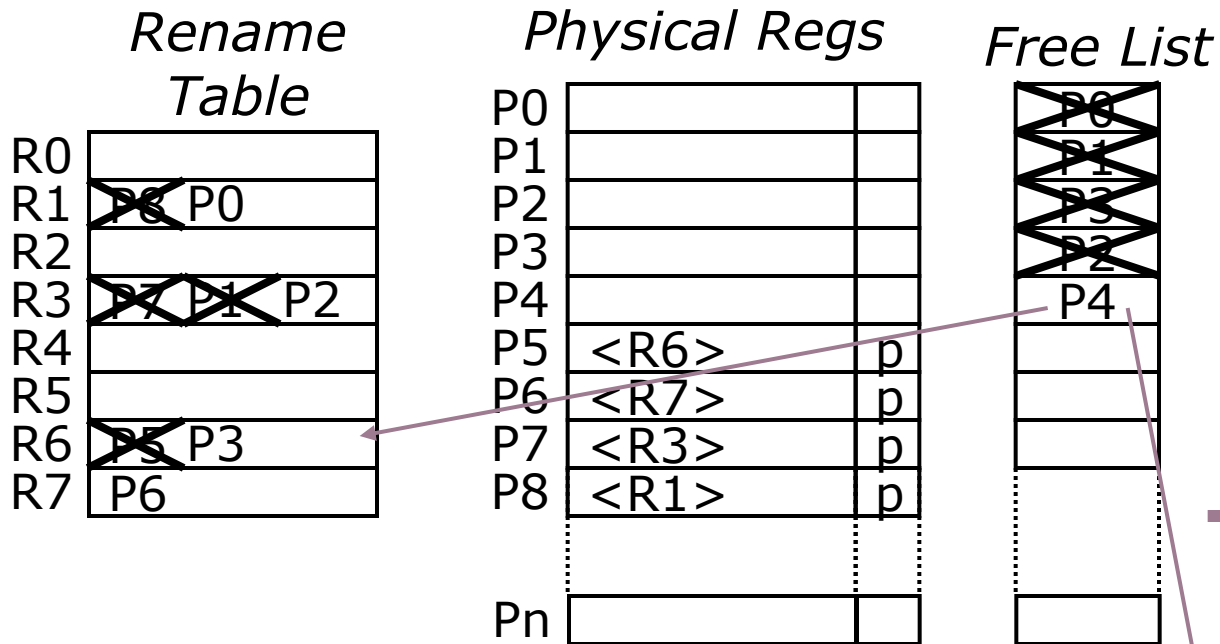 Rename
Table
R0
R1 P8 P0
R2
R3 P7 P1 P2
R4
R5
R6 P5 P3
R7 P6
Physical Regs
P0
P1
P2
P3
P4
P5 <R6> p
P6 <R7> p
P7 <R3> p
P8 <R1> p
Pn
Free List
P0
P1
P3
P2
P4